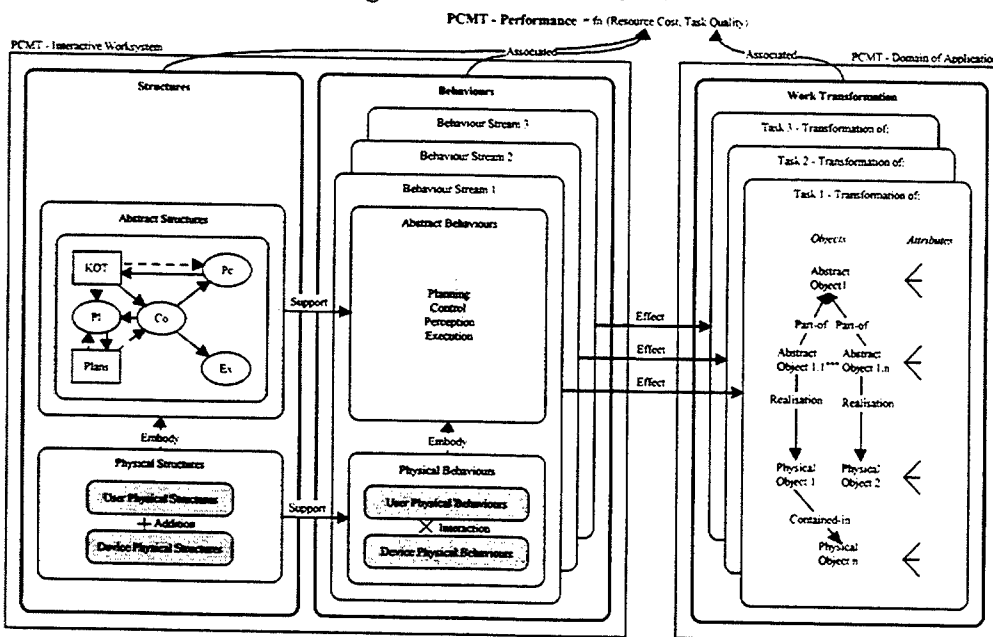 PCMT - Performance = fn (Resource Cost, Task Quality)
PCMT - Interactive Worksystem
Associated
Associated
PCMT - Domain of Application
Structures
Behaviours
Work Transformation
Behaviour Stream 3
Behaviour Stream 2
Behaviour Stream 1
Task 3 - Transformation of:
Task 2 - Transformation of:
Task 1 - Transformation of:
Abstract Structures
KOT
Pc
Pl
Co
Plans
Ex
Support
Abstract Behaviours
Planning
Control
Perception
Execution
Effect
Effect
Effect
Objects
Attributes
Abstract
Object1
Part-of
Part-of
Abstract
Object 1.1
Abstract
Object 1.n
Realisation
Realisation
Physical
Object 1
Physical
Object 2
Contained-in
Physical
Object n
Embody
Embody
Physical Structures
User Physical Structures
+ Addition
Device Physical Structures
Support
Physical Behaviours
User Physical Behaviours
× Interaction
Device Physical Behaviours